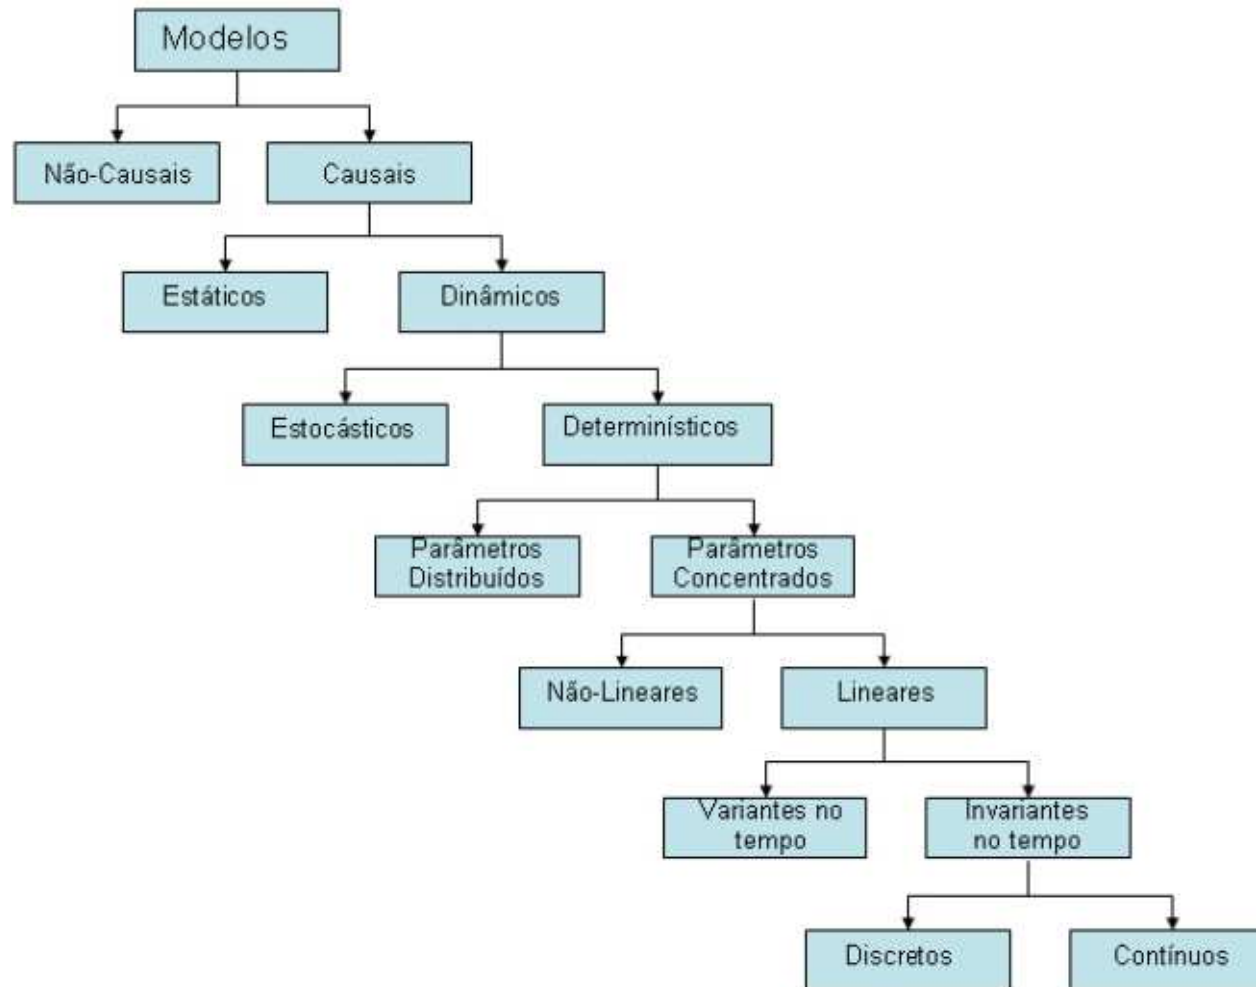 Modelos
Não-Causais
Causais
Estáticos
Dinâmicos
Estocásticos
Determinísticos
Parâmetros
Distribuídos
Parâmetros
Concentrados
Não-Lineares
Lineares
Variantes no
tempo
Invariantes
no tempo
Discretos
Contínuos